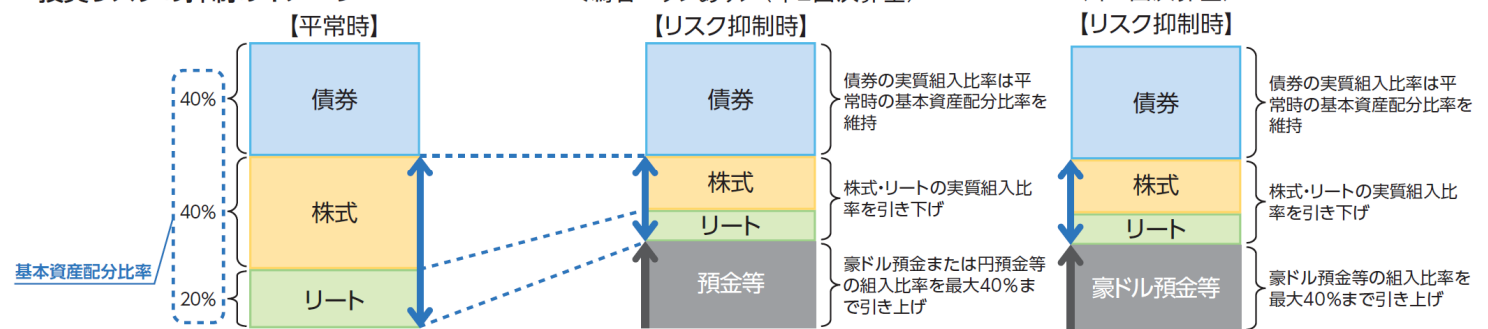 【平常時】
40%
債券
40%
株式
20%
リート
基本資産配分比率
【リスク抑制時】
債券
債券の実質組入比率は平
常時の基本資産配分比率を
維持
株式
リート
株式・リートの実質組入比
率を引き下げ
預金等
豪ドル預金または円預金等
の組入比率を最大40%ま
で引き上げ
【リスク抑制時】
債券
債券の実質組入比率は平
常時の基本資産配分比率を
維持
株式
リート
株式・リートの実質組入比
率を引き下げ
豪ドル預金等
豪ドル預金等の組入比率を
最大40%まで引き上げ